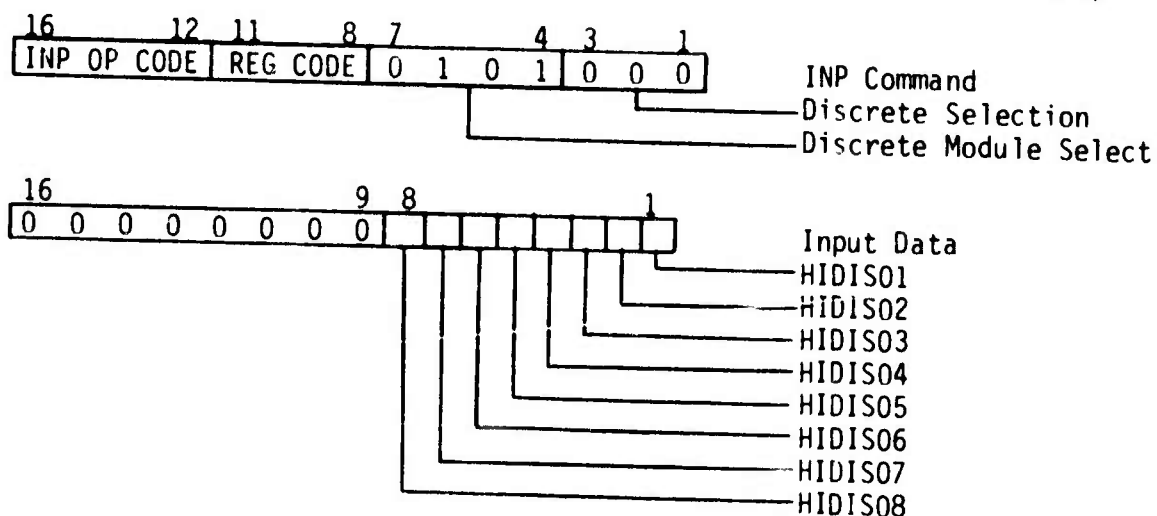 16 12 11 8 7 4 3 1
INP OP CODE REG CODE 0 1 0 1 0 0 0
INP Command
Discrete Selection
Discrete Module Select
16 9 8 1
0 0 0 0 0 0 0 0
Input Data
HIDIS01
HIDIS02
HIDIS03
HIDIS04
HIDIS05
HIDIS06
HIDIS07
HIDIS08